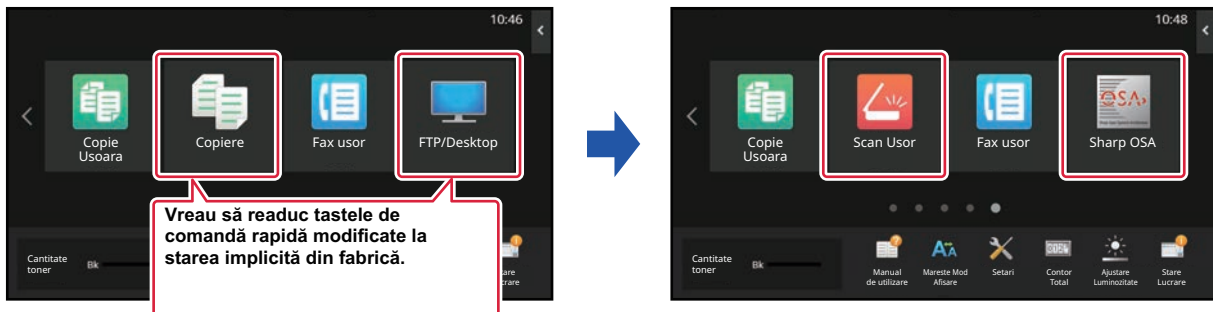 10:46
Copie
Usoara
Copiere
Fax usor
FTP/Desktop
Vreau să readuc tastele de
comandă rapidă modificate la
starea implicită din fabrică.
Cantitate
toner
Bk
10:48
Copie
Usoara
Scan Usor
Fax usor
Sharp OSA
OSA
Cantitate
toner
Bk
Manual
de utilizare
Mareste Mod
Afisare
Setari
Contor
Total
Ajustare
Luminozitate
Stare
Lucrare